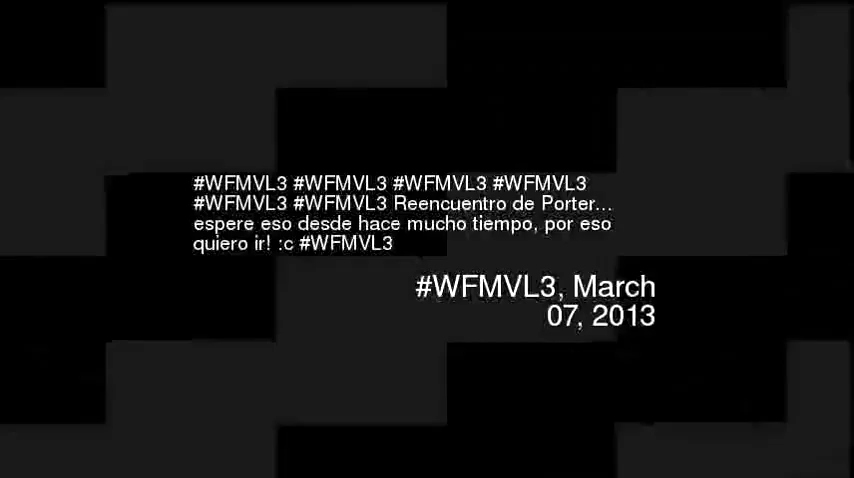 #WFMVL3 #WFMVL3 #WFMVL3 #WFMVL3
#WFMVL3 #WFMVL3 Reencuentro de Porter...
espere eso desde hace mucho tiempo, por eso
quiero ir! :c #WFMVL3
#WFMVL3, March
07, 2013